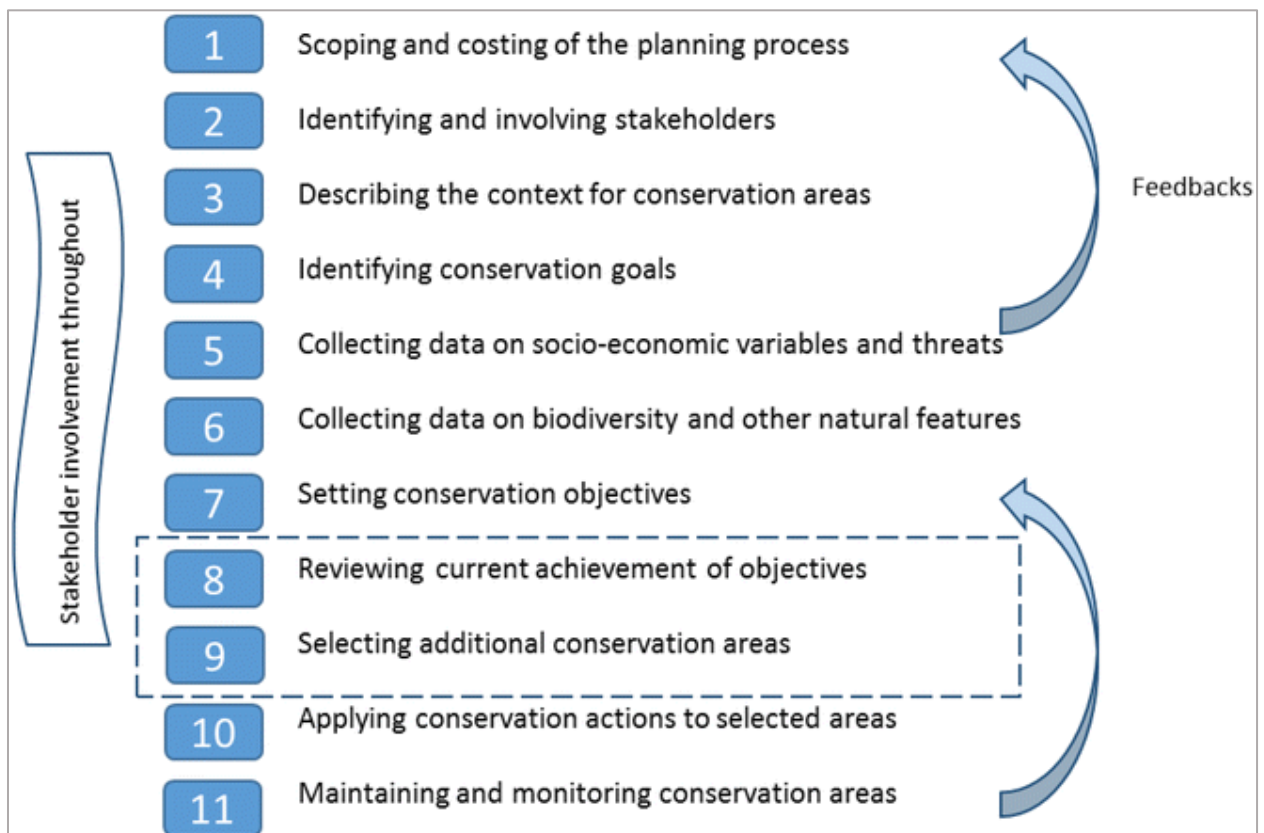 1 Scoping and costing of the planning process
2 Identifying and involving stakeholders
3 Describing the context for conservation areas
Feedbacks
4 Identifying conservation goals
Stakeholder involvement throughout
5 Collecting data on socio-economic variables and threats
6 Collecting data on biodiversity and other natural features
7 Setting conservation objectives
8 Reviewing current achievement of objectives
9 Selecting additional conservation areas
10 Applying conservation actions to selected areas
11 Maintaining and monitoring conservation areas